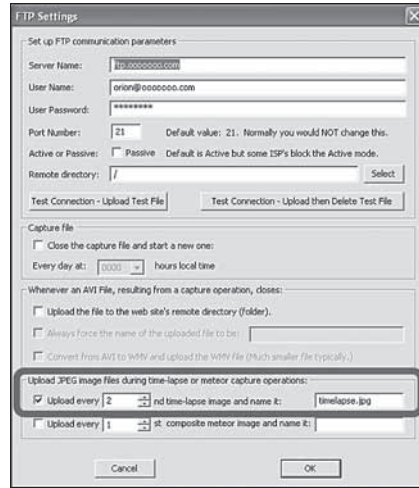 FTP Settings
Set up FTP communication parameters
Server Name: ftp.ooooooo.com
User Name: orion@ooooooo.com
User Password: ********
Port Number: 21 Default value: 21. Normally you would NOT change this.
Active or Passive: Passive Default is Active but some ISP's block the Active mode.
Remote directory: / Select
Test Connection - Upload Test File Test Connection - Upload then Delete Test File
Capture file
Close the capture file and start a new one:
Every day at: 0000 hours local time
Whenever an AVI File, resulting from a capture operation, closes:
Upload the file to the web site's remote directory (folder).
Always force the name of the uploaded file to be:
Convert from AVI to WMV and upload the WMV file (Much smaller file typically.)
Upload JPEG image files during time-lapse or meteor capture operations:
Upload every 2 nd time-lapse image and name it: timelapse.jpg
Upload every 1 st composite meteor image and name it:
Cancel OK